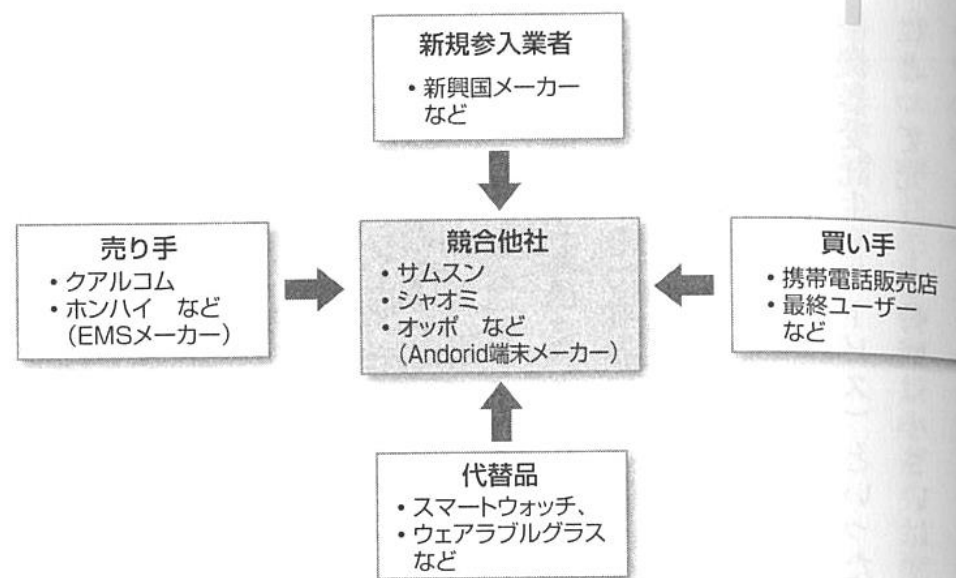 新規参入業者
・新興国メーカー
など
売り手
・クアルコム
・ホンハイ　など
（EMSメーカー）
競合他社
・サムスン
・シャオミ
・オッポ　など
（Andorid端末メーカー）
買い手
・携帯電話販売店
・最終ユーザー
など
代替品
・スマートウォッチ、
・ウェアラブルグラス
など